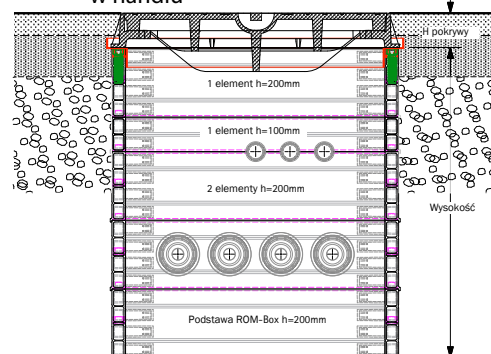 H pokrywy
1 element h=200mm
1 element h=100mm
2 elementy h=200mm
Wysokość
Podstawa ROM-Box h=200mm